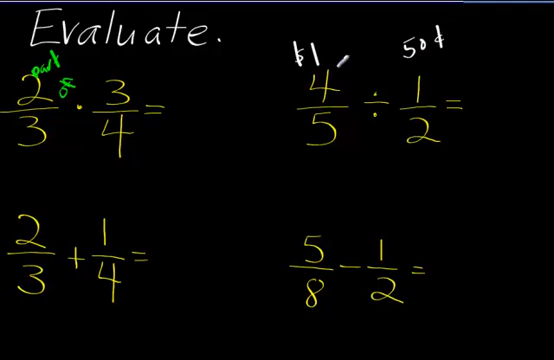 Evaluate.
part of $1 50¢
2/3 · 3/4 = 4/5 ÷ 1/2 =
2/3 + 1/4 = 5/8 − 1/2 =